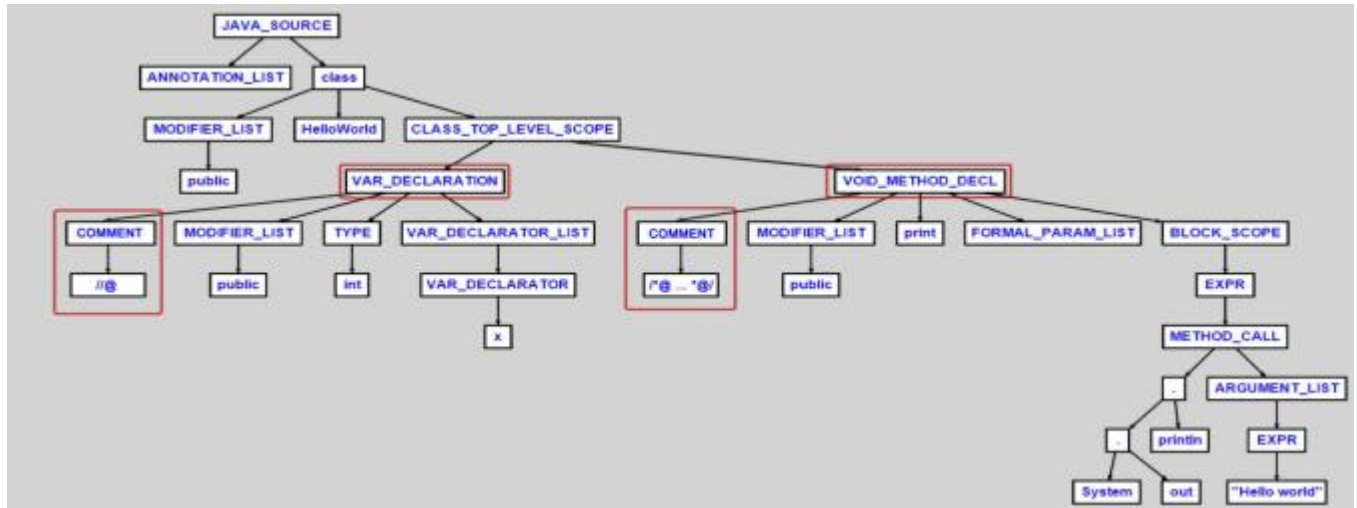 JAVA_SOURCE
ANNOTATION_LIST class
MODIFIER_LIST HelloWorld CLASS_TOP_LEVEL_SCOPE
public VAR_DECLARATION VOID_METHOD_DECL
COMMENT MODIFIER_LIST TYPE VAR_DECLARATOR_LIST COMMENT MODIFIER_LIST print FORMAL_PARAM_LIST BLOCK_SCOPE
//@ public int VAR_DECLARATOR /*@ ... *@/ public EXPR
x METHOD_CALL
. ARGUMENT_LIST
. println EXPR
System out "Hello world"